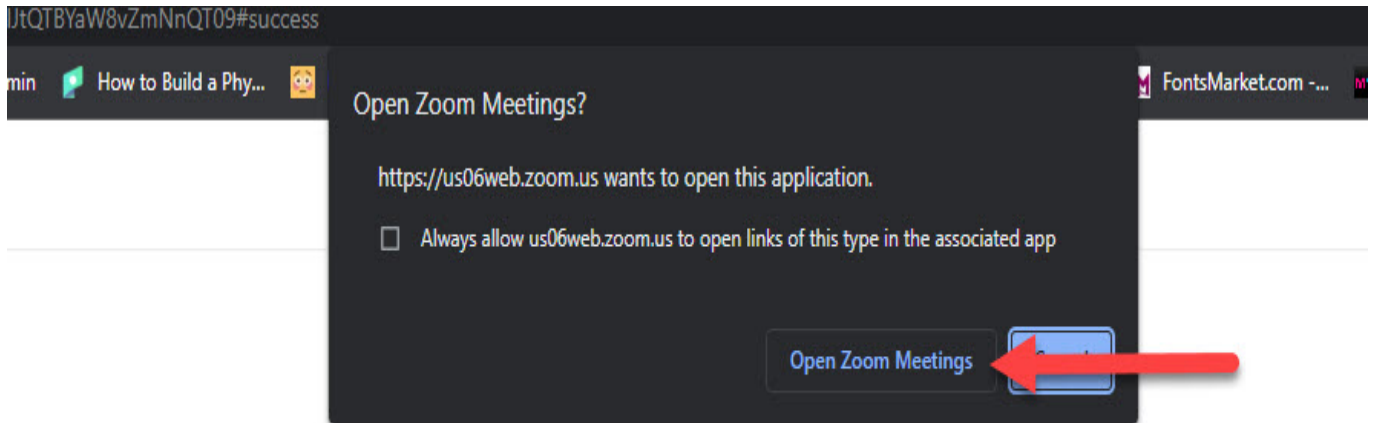 JtQTBYaW8vZmNnQT09#success
min How to Build a Phy... FontsMarket.com -...
Open Zoom Meetings?
https://us06web.zoom.us wants to open this application.
Always allow us06web.zoom.us to open links of this type in the associated app
Open Zoom Meetings